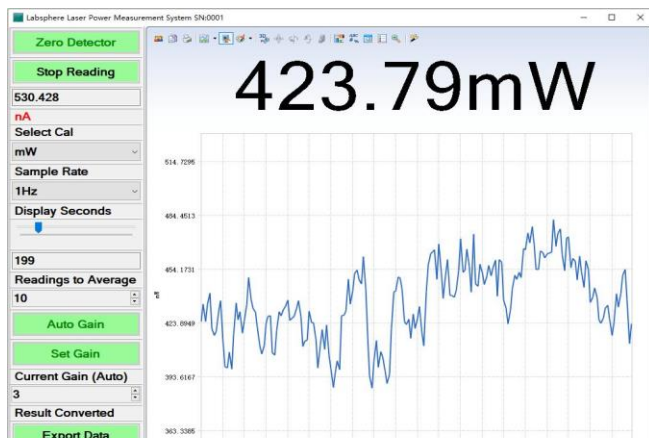 Labsphere Laser Power Measurement System SN:0001
Zero Detector
Stop Reading
530.428
nA
Select Cal
mW
Sample Rate
1Hz
Display Seconds
199
Readings to Average
10
Auto Gain
Set Gain
Current Gain (Auto)
3
Result Converted
Export Data
423.79mW
514.7295
484.4513
454.1731
423.8949
393.6167
363.3385